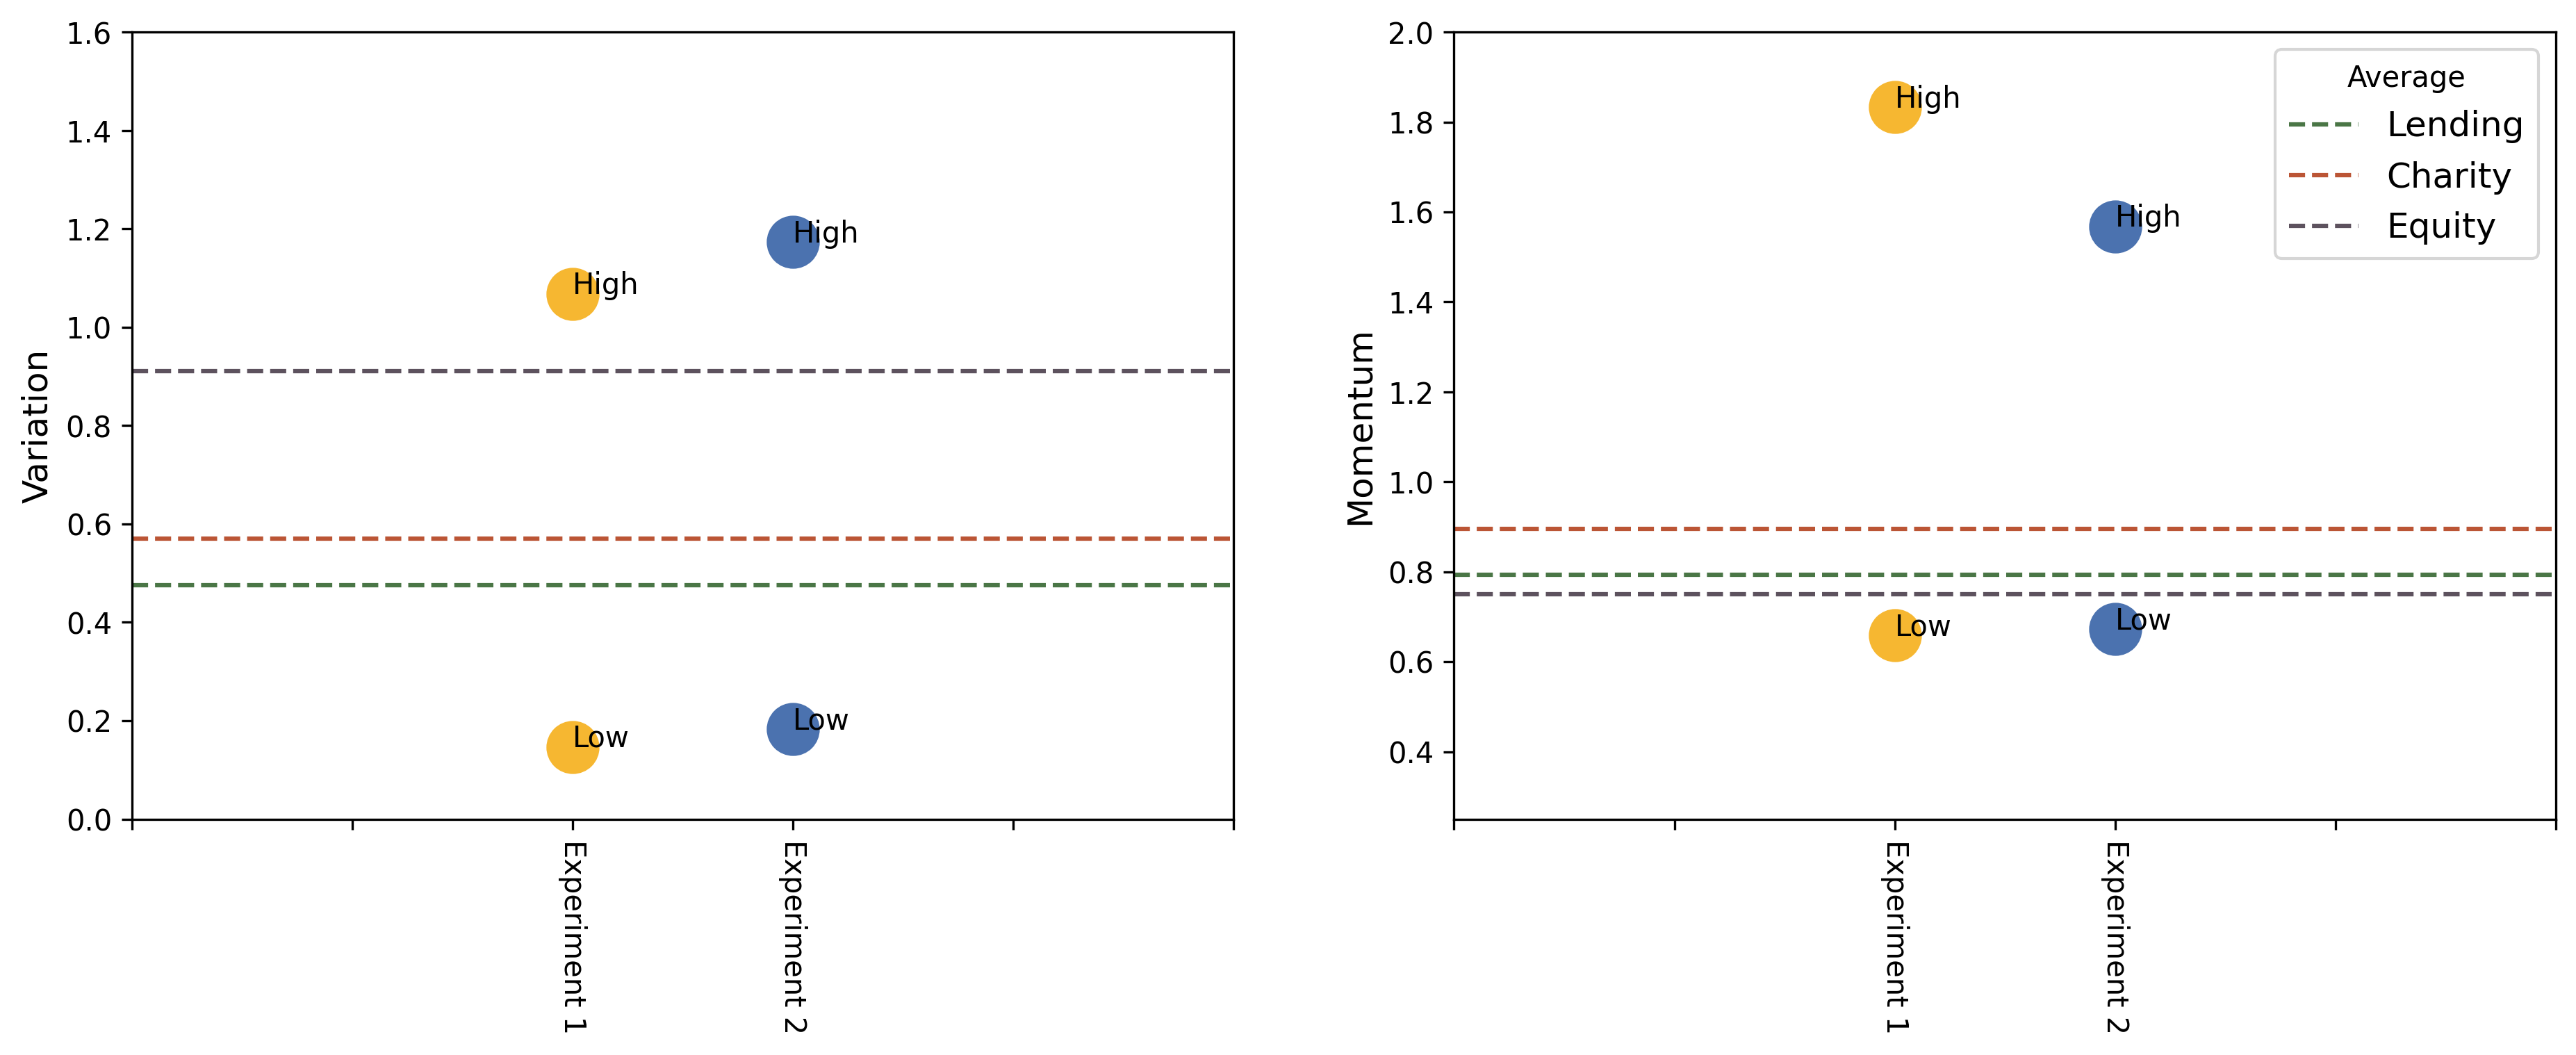 Variation
1.6
1.4
1.2
1.0
0.8
0.6
0.4
0.2
0.0
High
High
Low
Low
Experiment 1
Experiment 2
Momentum
2.0
1.8
1.6
1.4
1.2
1.0
0.8
0.6
0.4
High
High
Low
Low
Experiment 1
Experiment 2
Average
Lending
Charity
Equity